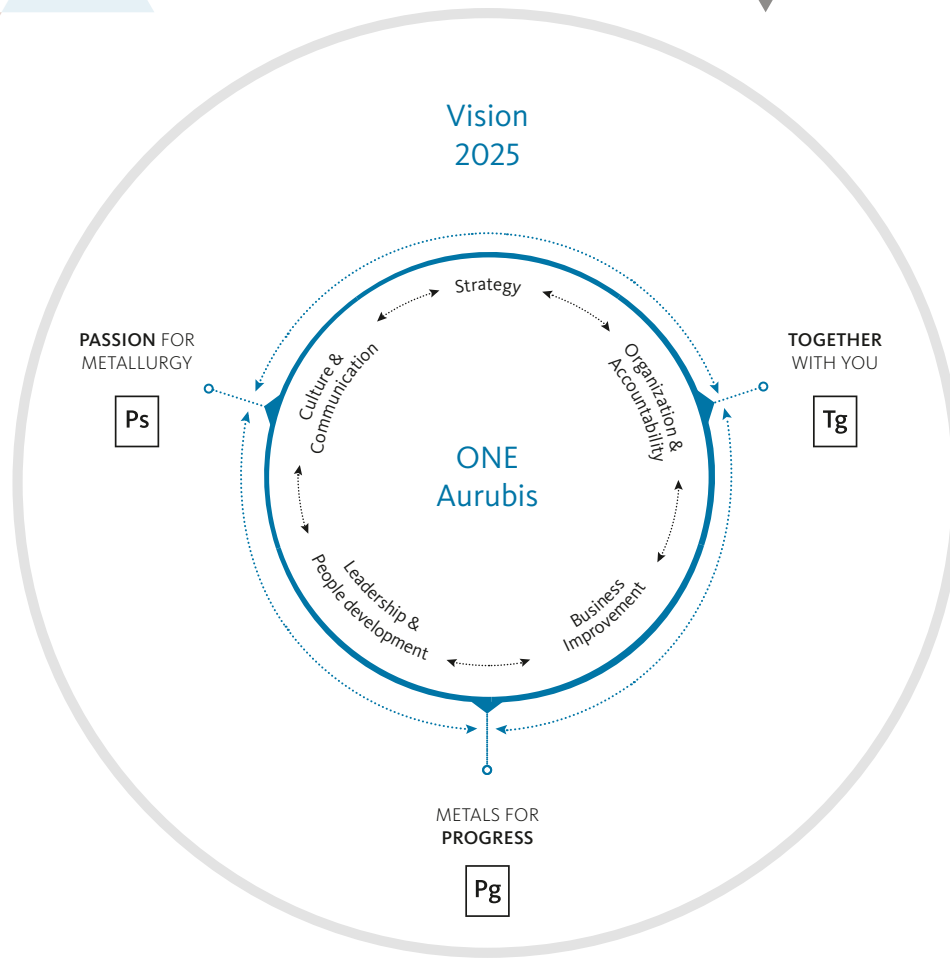 Vision
2025
Strategy
PASSION FOR
METALLURGY
Ps
TOGETHER
WITH YOU
Tg
Culture &
Communication
Organization &
Accountability
ONE
Aurubis
Leadership &
People development
Business
Improvement
METALS FOR
PROGRESS
Pg